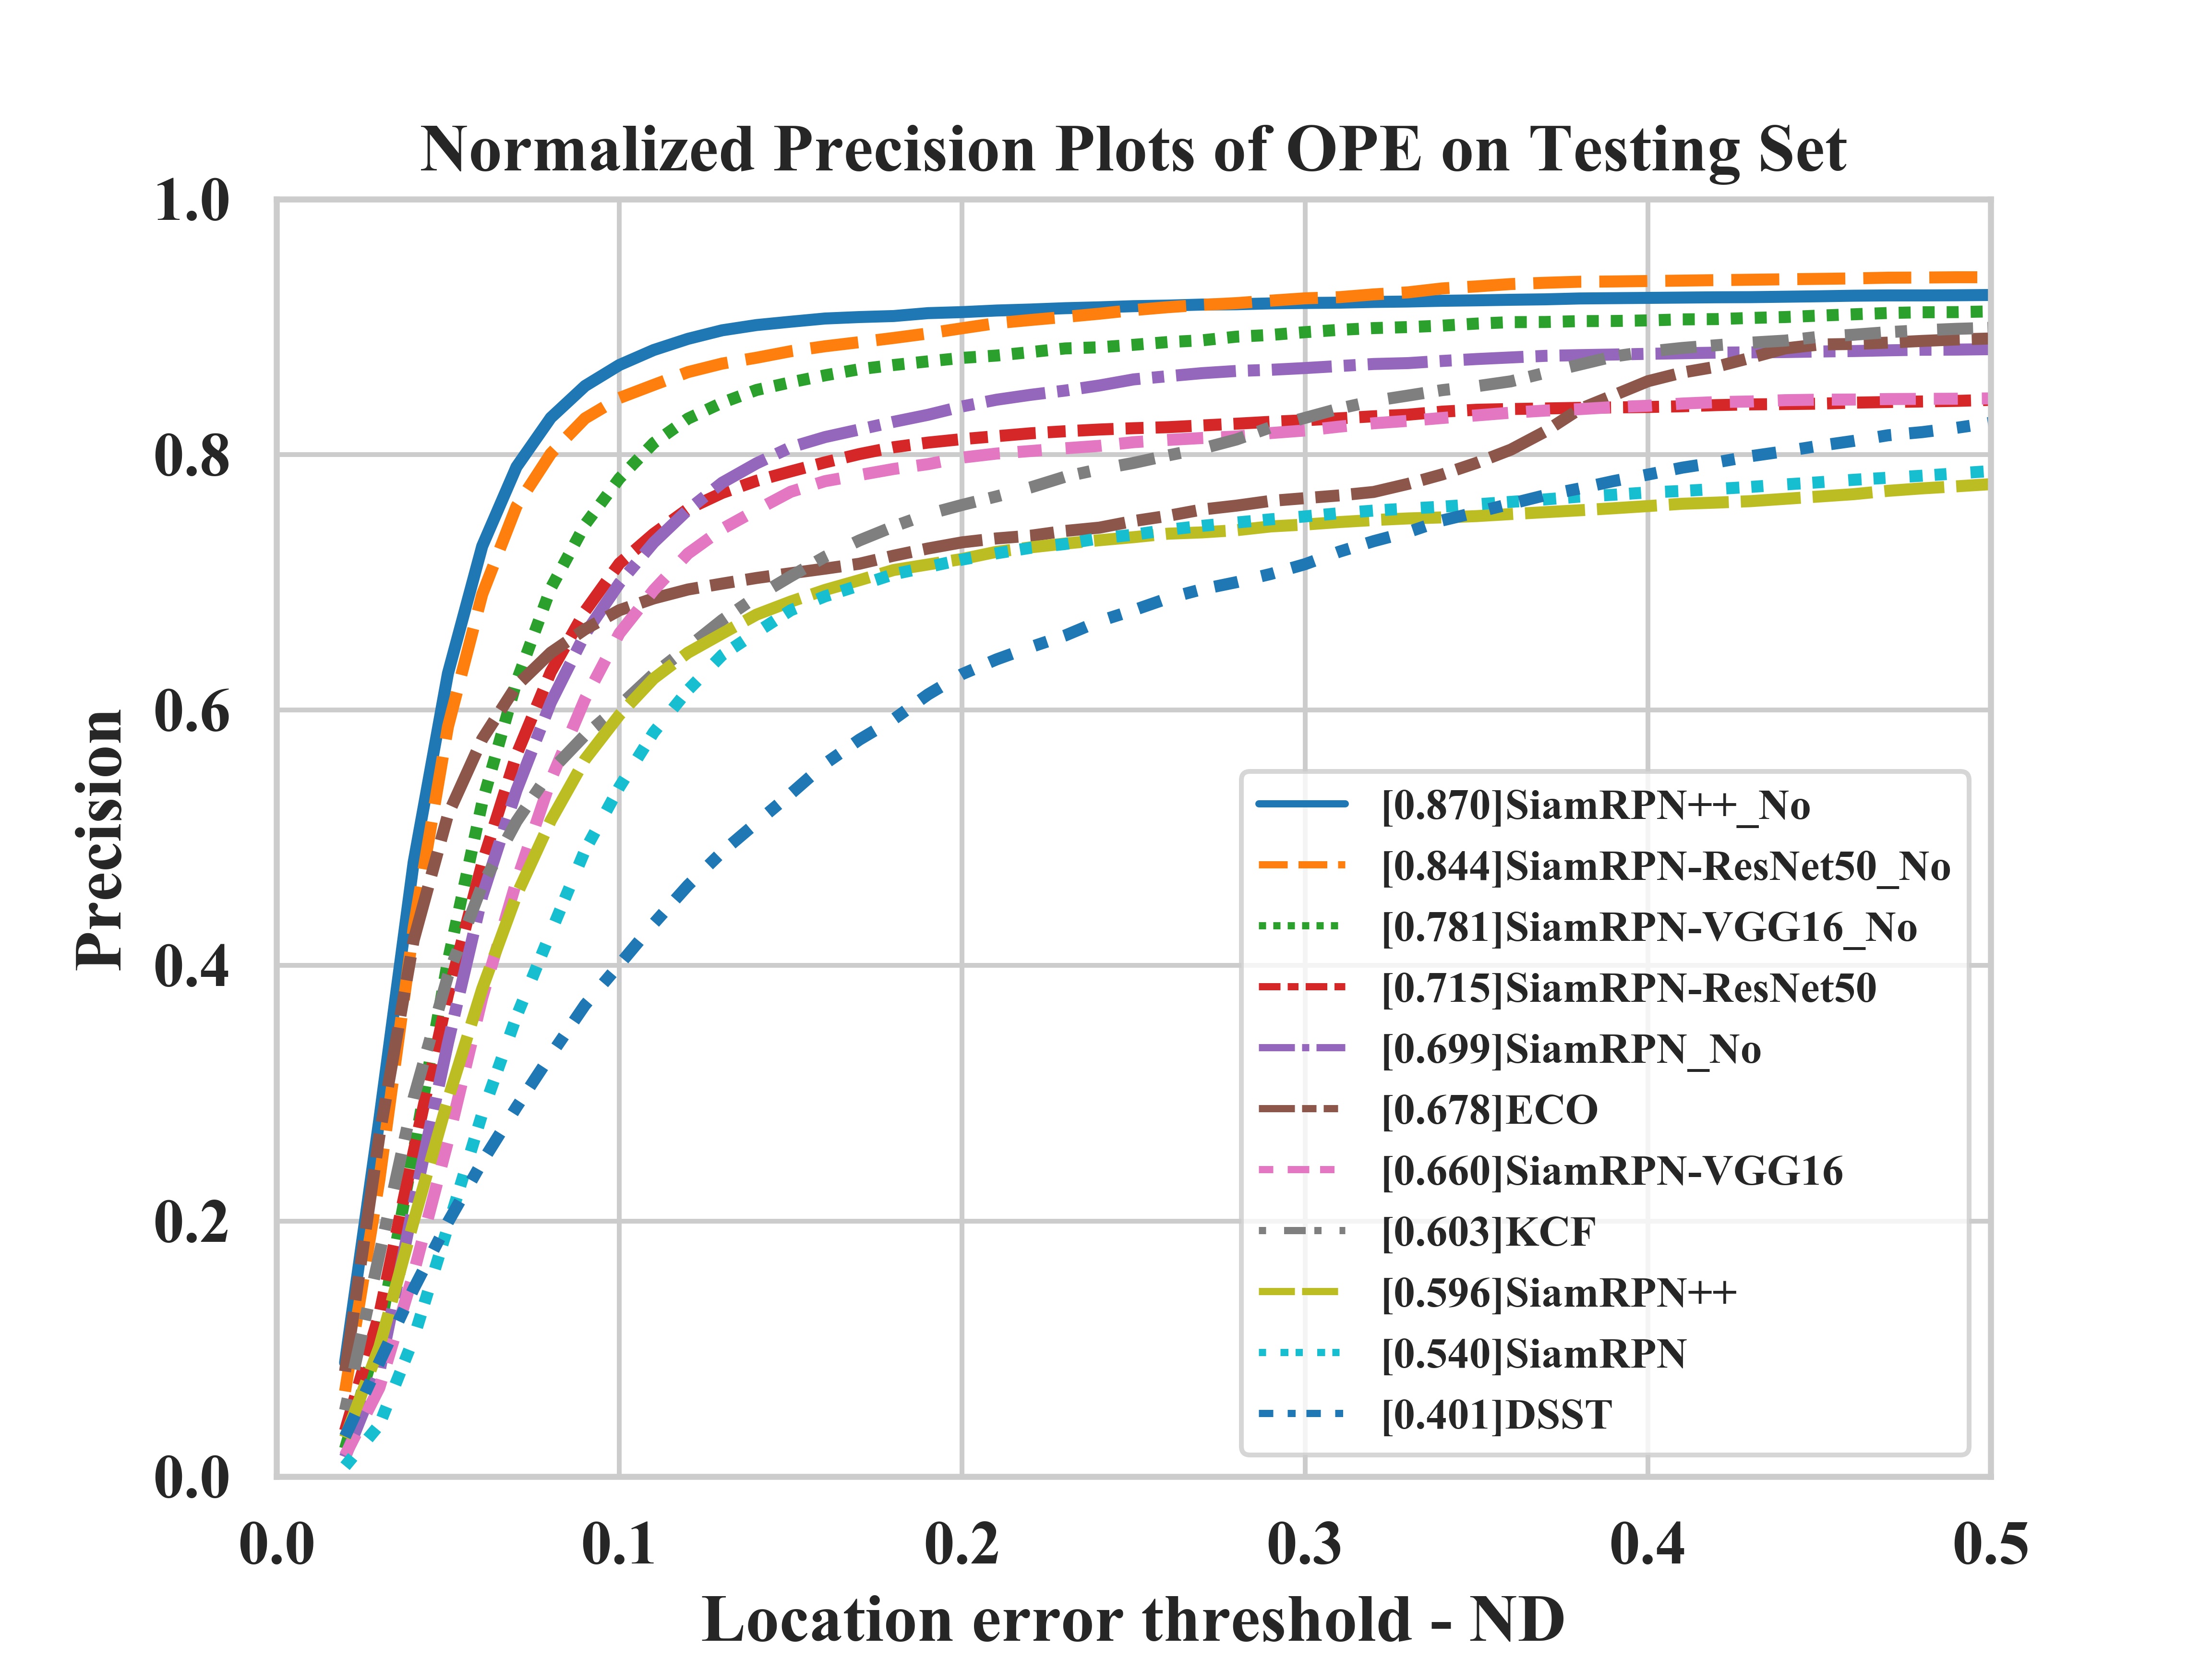 Normalized Precision Plots of OPE on Testing Set
1.0
0.8
0.6
0.4
0.2
0.0
Precision
[0.870]SiamRPN++_No
[0.844]SiamRPN-ResNet50_No
[0.781]SiamRPN-VGG16_No
[0.715]SiamRPN-ResNet50
[0.699]SiamRPN_No
[0.678]ECO
[0.660]SiamRPN-VGG16
[0.603]KCF
[0.596]SiamRPN++
[0.540]SiamRPN
[0.401]DSST
0.0 0.1 0.2 0.3 0.4 0.5
Location error threshold - ND